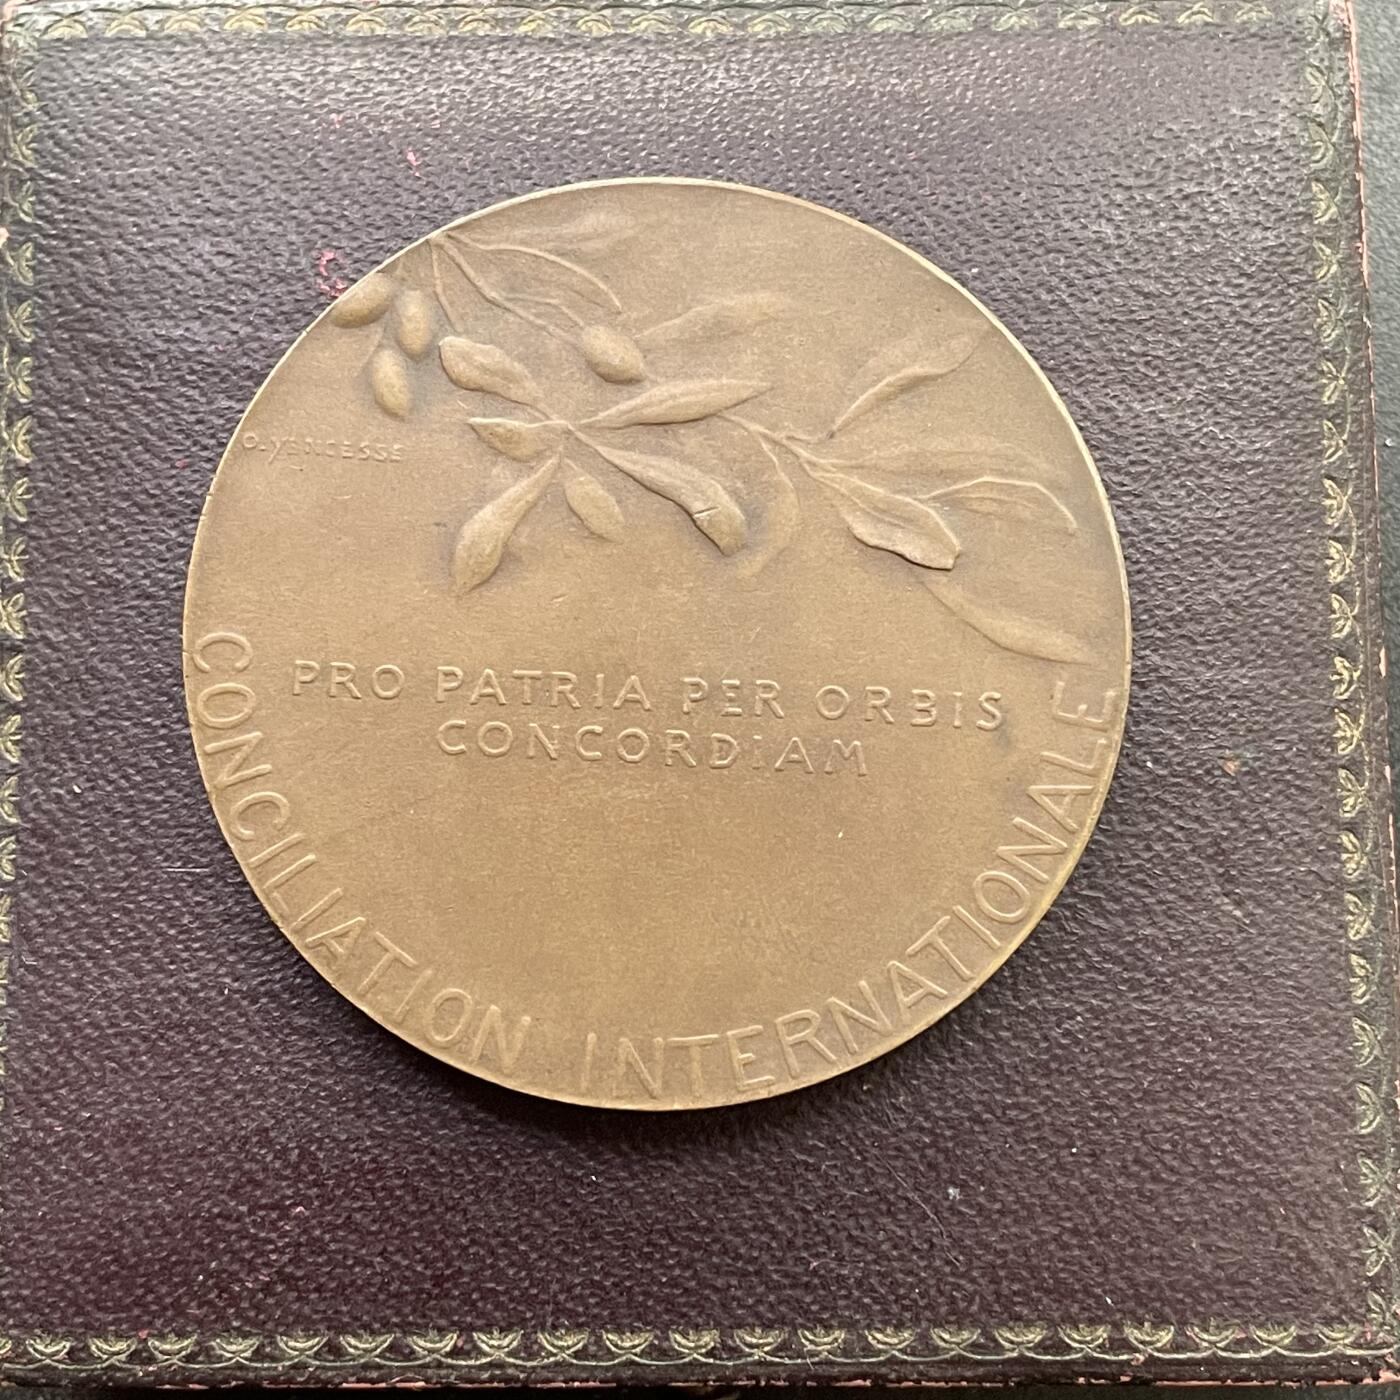 O. YENCESSE
PRO PATRIA PER ORBIS
CONCORDIAM
CONCILIATION INTERNATIONALE